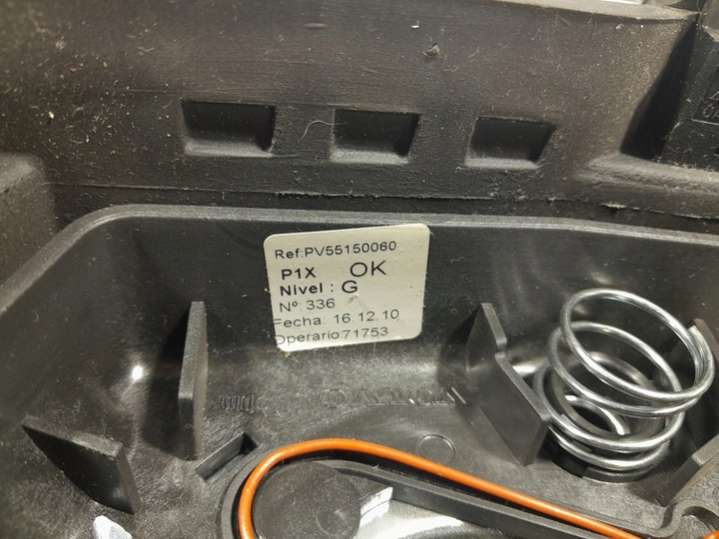 Ref:PV55150060
P1X OK
Nivel : G
Nº: 336
Fecha: 16.12.10
Operario:71753